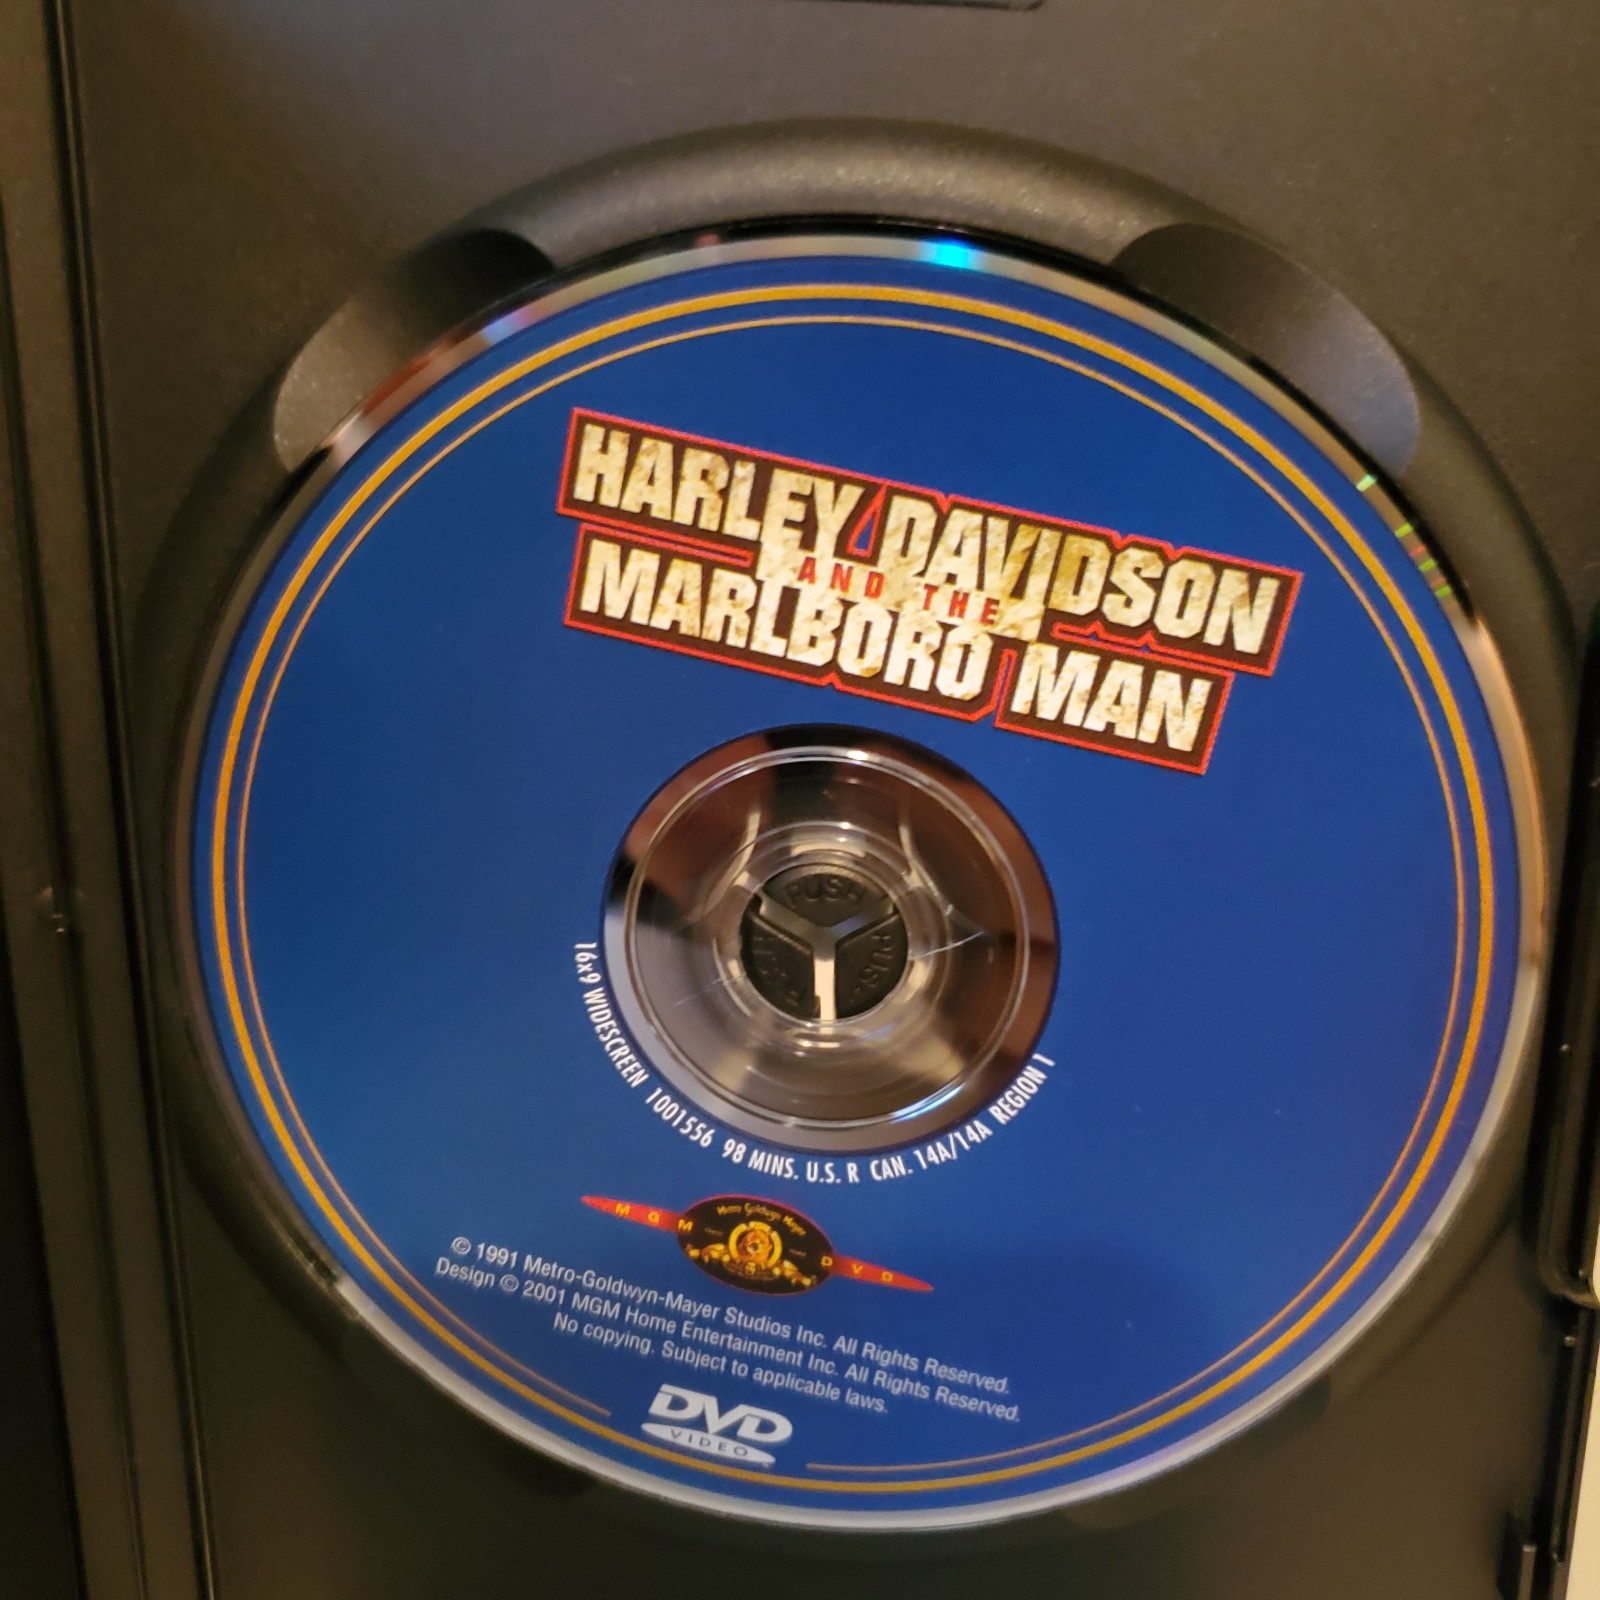 HARLEY DAVIDSON
AND THE
MARLBORO MAN
PUSH
PUSH
PUSH
16x9 WIDESCREEN 1001556 98 MINS. U.S. R CAN. 14A/14A REGION 1
Metro Goldwyn Mayer
MGM DVD
© 1991 Metro-Goldwyn-Mayer Studios Inc. All Rights Reserved.
Design © 2001 MGM Home Entertainment Inc. All Rights Reserved.
No copying. Subject to applicable laws.
DVD
VIDEO